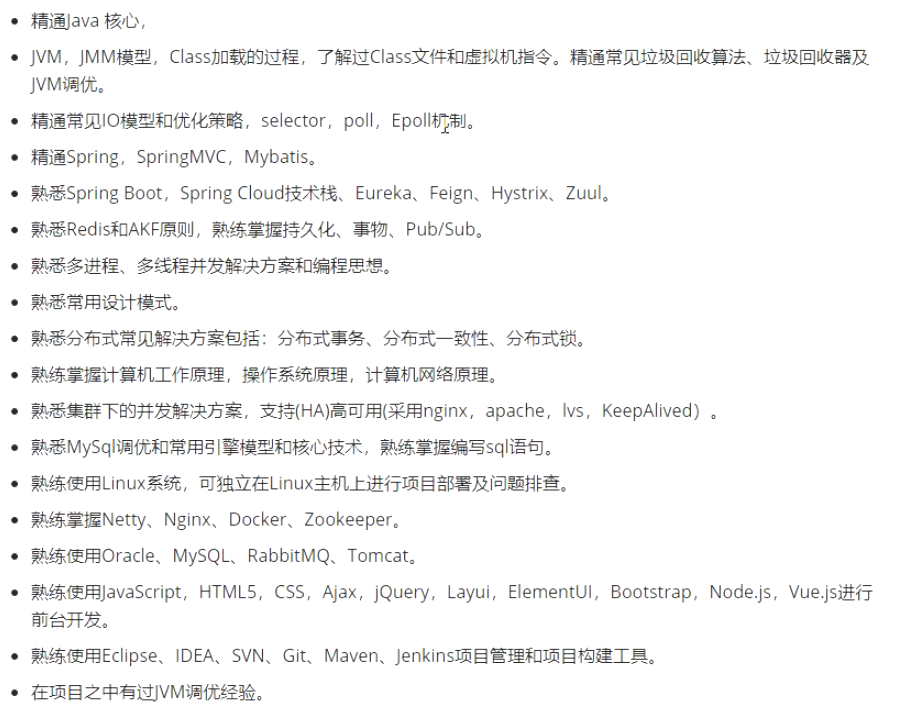 精通Java 核心，
JVM，JMM模型，Class加载的过程，了解过Class文件和虚拟机指令。精通常见垃圾回收算法、垃圾回收器及
JVM调优。
精通常见IO模型和优化策略，selector，poll，Epoll机制。
精通Spring，SpringMVC，Mybatis。
熟悉Spring Boot，Spring Cloud技术栈、Eureka、Feign、Hystrix、Zuul。
熟悉Redis和AKF原则，熟练掌握持久化、事物、Pub/Sub。
熟悉多进程、多线程并发解决方案和编程思想。
熟悉常用设计模式。
熟悉分布式常见解决方案包括：分布式事务、分布式一致性、分布式锁。
熟练掌握计算机工作原理，操作系统原理，计算机网络原理。
熟悉集群下的并发解决方案，支持(HA)高可用(采用nginx，apache，lvs，KeepAlived）。
熟悉MySql调优和常用引擎模型和核心技术，熟练掌握编写sql语句。
熟练使用Linux系统，可独立在Linux主机上进行项目部署及问题排查。
熟练掌握Netty、Nginx、Docker、Zookeeper。
熟练使用Oracle、MySQL、RabbitMQ、Tomcat。
熟练使用JavaScript，HTML5，CSS，Ajax，jQuery，Layui，ElementUI，Bootstrap，Node.js，Vue.js进行
前台开发。
熟练使用Eclipse、IDEA、SVN、Git、Maven、Jenkins项目管理和项目构建工具。
在项目之中有过JVM调优经验。